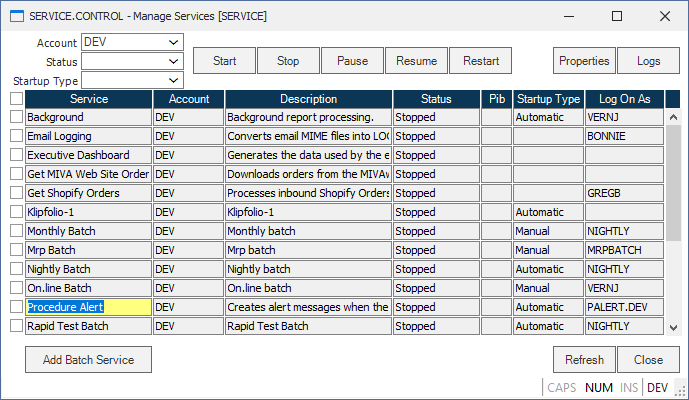 SERVICE.CONTROL - Manage Services [SERVICE]
Account DEV
Status
Startup Type
Start Stop Pause Resume Restart Properties Logs
Service Account Description Status Pib Startup Type Log On As
Background DEV Background report processing. Stopped Automatic VERNJ
Email Logging DEV Converts email MIME files into LOG Stopped BONNIE
Executive Dashboard DEV Generates the data used by the e Stopped
Get MIVA Web Site Order DEV Downloads orders from the MIVAW Stopped
Get Shopify Orders DEV Processes inbound Shopify Orders Stopped GREGB
Klipfolio-1 DEV Klipfolio-1 Stopped Automatic
Monthly Batch DEV Monthly batch Stopped Manual NIGHTLY
Mrp Batch DEV Mrp batch Stopped Manual MRPBATCH
Nightly Batch DEV Nightly batch Stopped Automatic NIGHTLY
On.line Batch DEV On.line batch Stopped Manual VERNJ
Procedure Alert DEV Creates alert messages when the Stopped Automatic PALERT.DEV
Rapid Test Batch DEV Rapid Test Batch Stopped Automatic NIGHTLY
Add Batch Service Refresh Close
CAPS NUM INS DEV